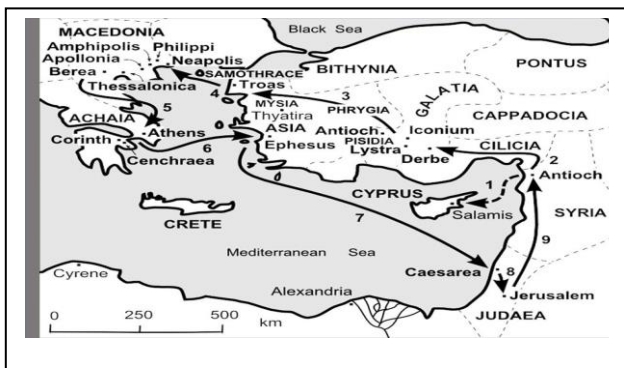 MACEDONIA
Black Sea
Amphipolis Philippi
Apollonia Neapolis
Berea
SAMOTHRACE
Thessalonica
4 Troas
BITHYNIA
PONTUS
GALATIA
3
MYSIA
PHRYGIA
Thyatira
5
ACHAIA
ASIA
Antioch
Iconium
CAPPADOCIA
Athens
PISIDIA
Corinth
6
Ephesus
Lystra
Derbe
CILICIA
2
Cenchraea
Antioch
1
CYPRUS
Salamis
SYRIA
7
CRETE
9
Mediterranean Sea
Caesarea
8
Cyrene
Alexandria
Jerusalem
JUDAEA
0 250 500
km